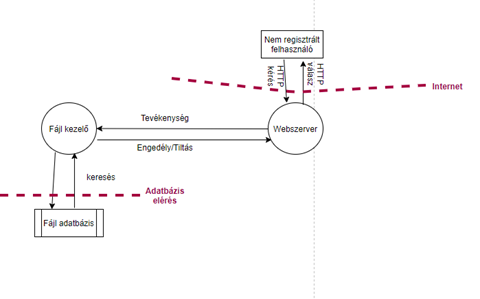 Nem regisztrált
felhasználó
HTTP
kérés
HTTP
válasz
Internet
Tevékenység
Fájl kezelő
Webszerver
Engedély/Tiltás
keresés
Adatbázis
elérés
Fájl adatbázis